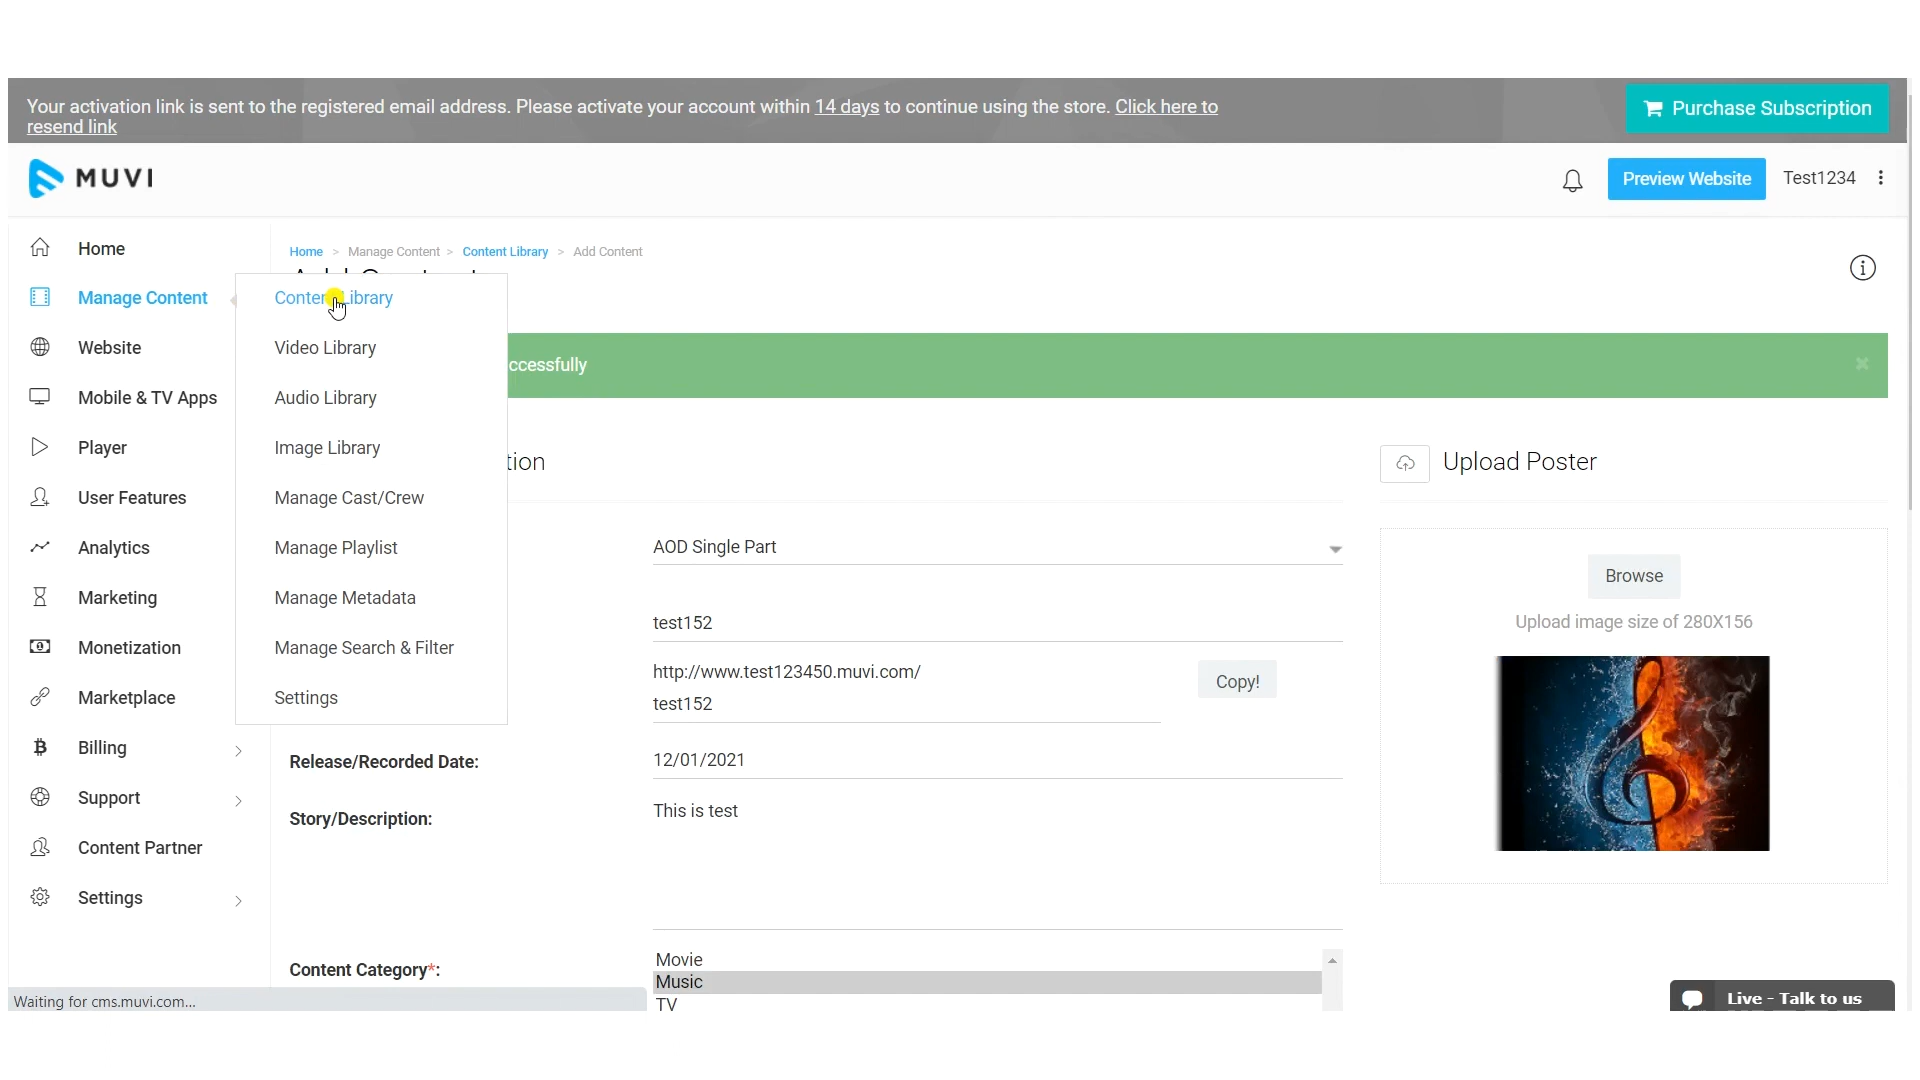 Your activation link is sent to the registered email address. Please activate your account within 14 days to continue using the store. Click here to
resend link
Purchase Subscription
MUVI
Preview Website
Test1234
Home
Manage Content
Website
Mobile & TV Apps
Player
User Features
Analytics
Marketing
Monetization
Marketplace
Billing
Support
Content Partner
Settings
Home > Manage Content > Content Library > Add Content
Content Library
Video Library
Audio Library
Image Library
Manage Cast/Crew
Manage Playlist
Manage Metadata
Manage Search & Filter
Settings
ccessfully
tion
AOD Single Part
test152
http://www.test123450.muvi.com/
test152
Copy!
Release/Recorded Date:
12/01/2021
Story/Description:
This is test
Content Category*:
Movie
Music
TV
Upload Poster
Browse
Upload image size of 280X156
Waiting for cms.muvi.com...
Live - Talk to us